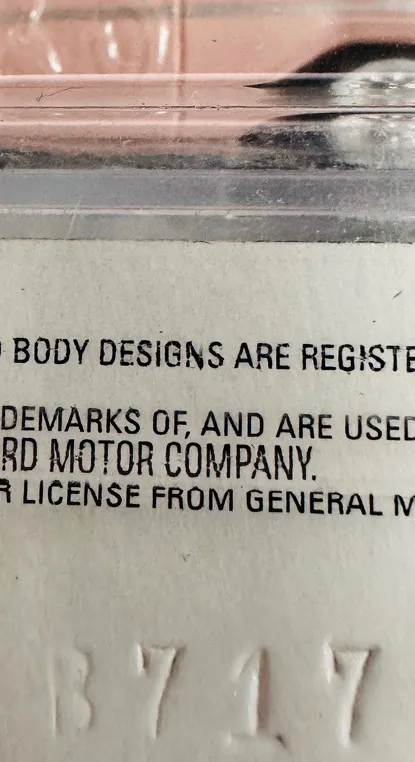 BODY DESIGNS ARE REGISTE
DEMARKS OF, AND ARE USED
RD MOTOR COMPANY.
R LICENSE FROM GENERAL M
B717